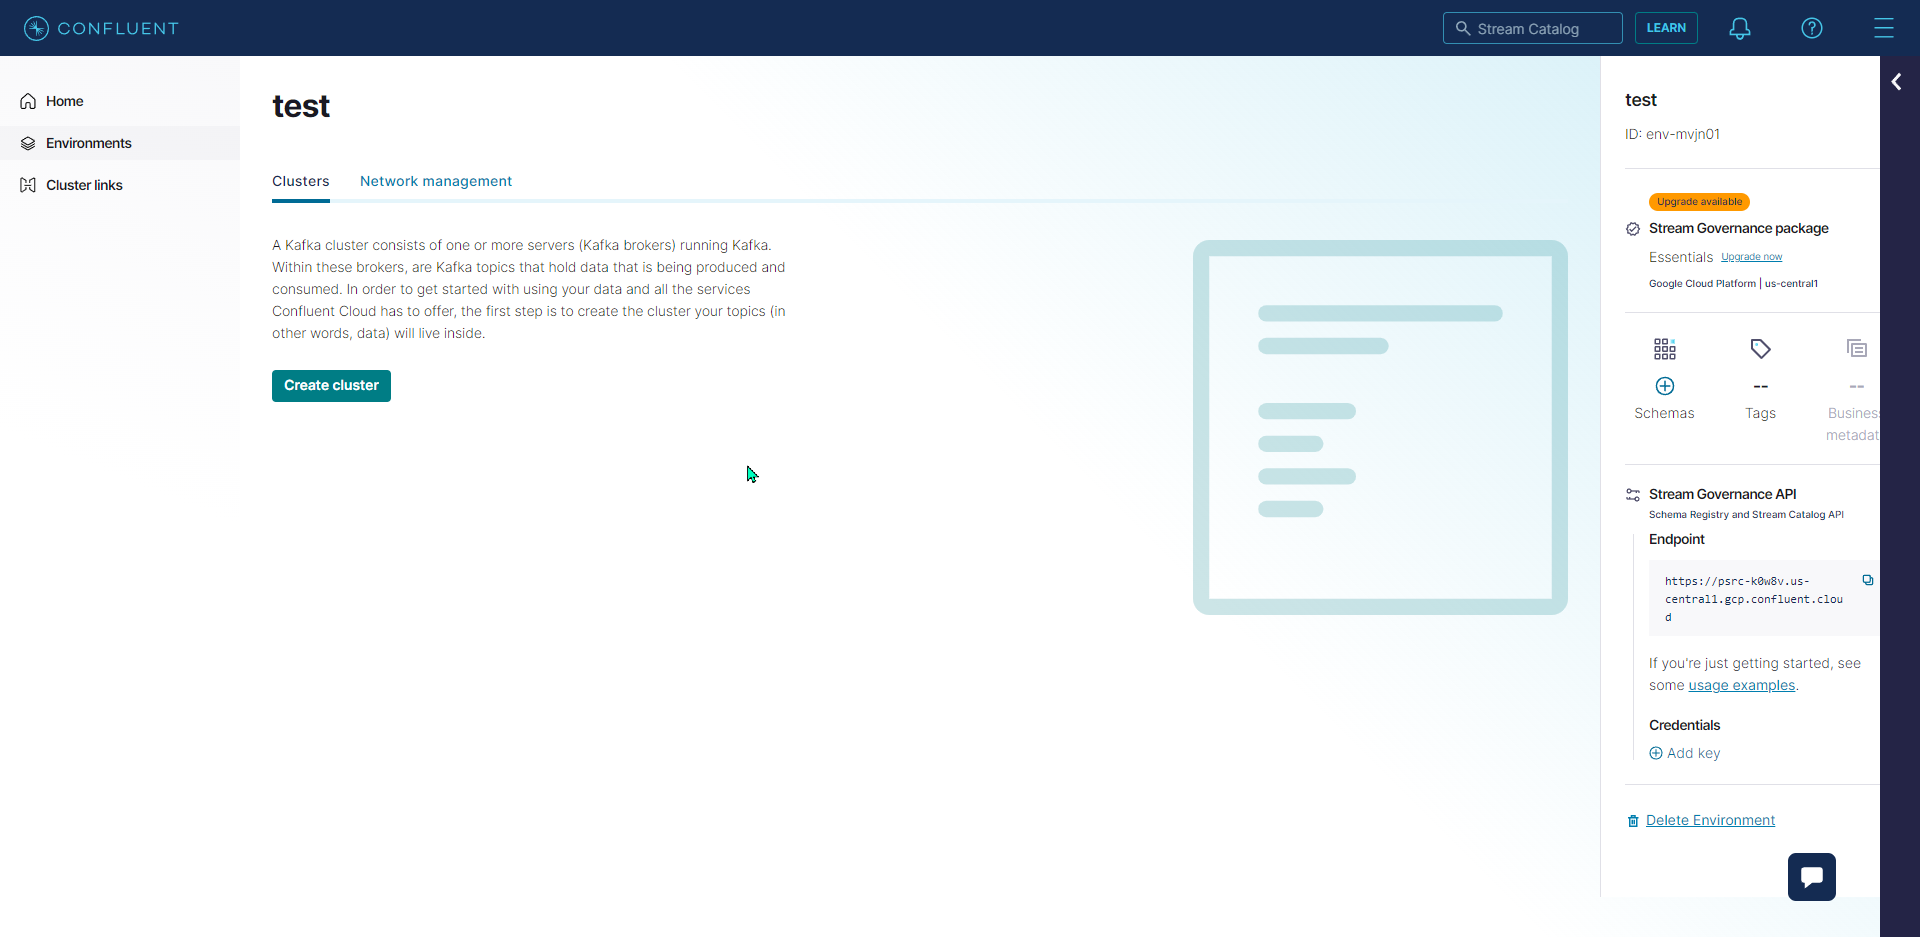 CONFLUENT
Stream Catalog
LEARN
Home
Environments
Cluster links
test
Clusters
Network management
A Kafka cluster consists of one or more servers (Kafka brokers) running Kafka.
Within these brokers, are Kafka topics that hold data that is being produced and
consumed. In order to get started with using your data and all the services
Confluent Cloud has to offer, the first step is to create the cluster your topics (in
other words, data) will live inside.
Create cluster
test
ID: env-mvjn01
Upgrade available
Stream Governance package
Essentials Upgrade now
Google Cloud Platform | us-central1
-- --
Schemas Tags Business
metadat
Stream Governance API
Schema Registry and Stream Catalog API
Endpoint
https://psrc-k0w8v.us-
central1.gcp.confluent.clou
d
If you're just getting started, see
some usage examples.
Credentials
Add key
Delete Environment